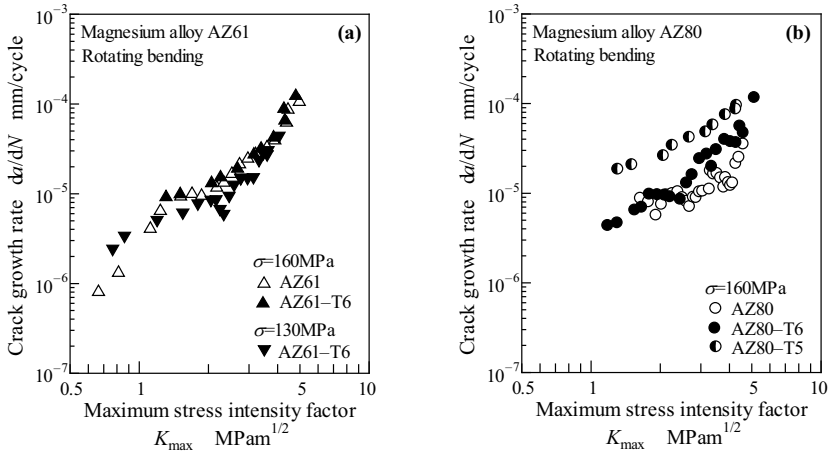 Magnesium alloy AZ61
(a)
Rotating bending
Crack growth rate da/dN mm/cycle
10⁻³
10⁻⁴
10⁻⁵
10⁻⁶
10⁻⁷
σ=160MPa
AZ61
AZ61–T6
σ=130MPa
AZ61–T6
0.5
1
5
10
Maximum stress intensity factor
Kmax MPam^1/2
Magnesium alloy AZ80
(b)
Rotating bending
Crack growth rate da/dN mm/cycle
10⁻³
10⁻⁴
10⁻⁵
10⁻⁶
10⁻⁷
σ=160MPa
AZ80
AZ80–T6
AZ80–T5
0.5
1
5
10
Maximum stress intensity factor
Kmax MPam^1/2